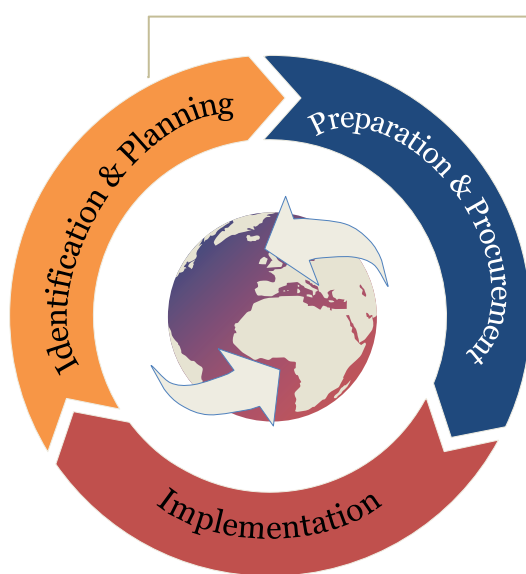 Identification & Planning
Preparation & Procurement
Implementation